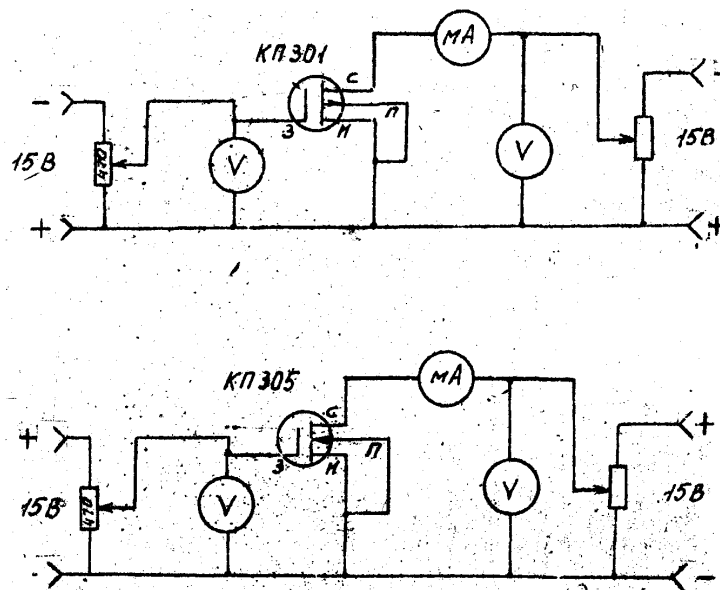 КП301
мА
С
П
З
И
V
V
-
-
15В
470
15В
+
+
КП305
мА
С
П
З
И
V
V
+
+
15В
470
15В
-
-